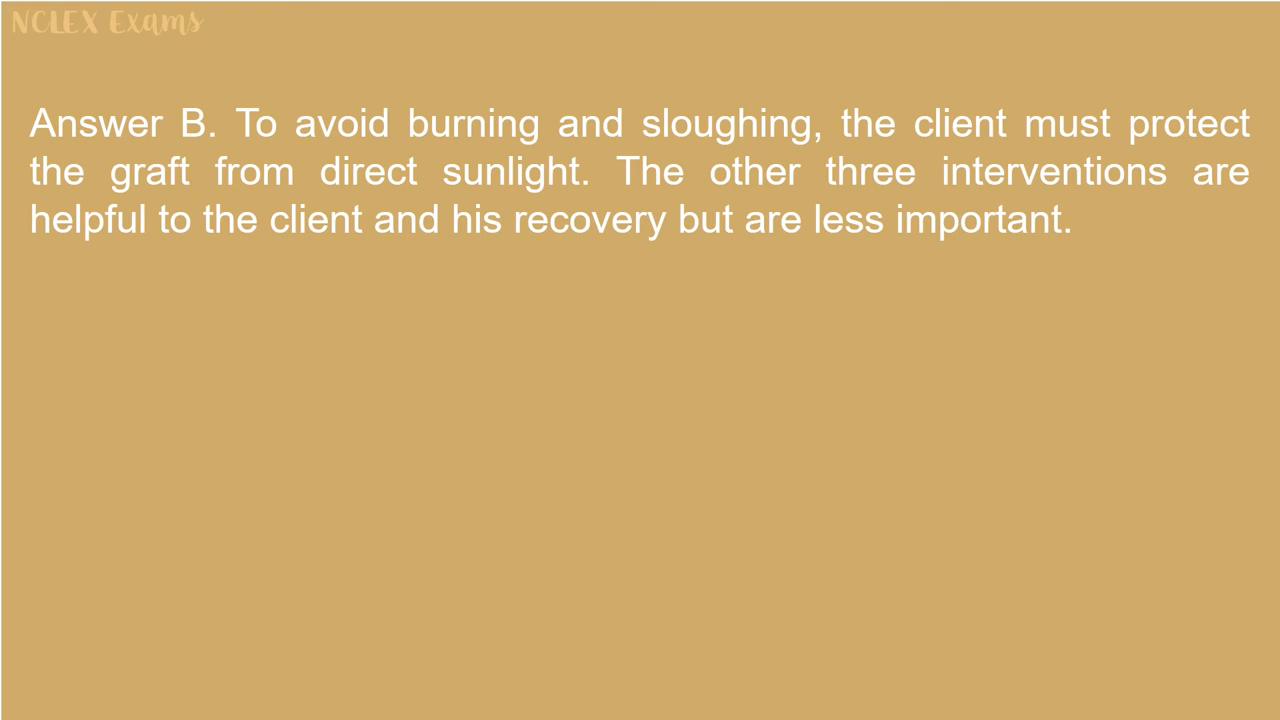 NCLEX Exams
Answer B. To avoid burning and sloughing, the client must protect
the graft from direct sunlight. The other three interventions are
helpful to the client and his recovery but are less important.